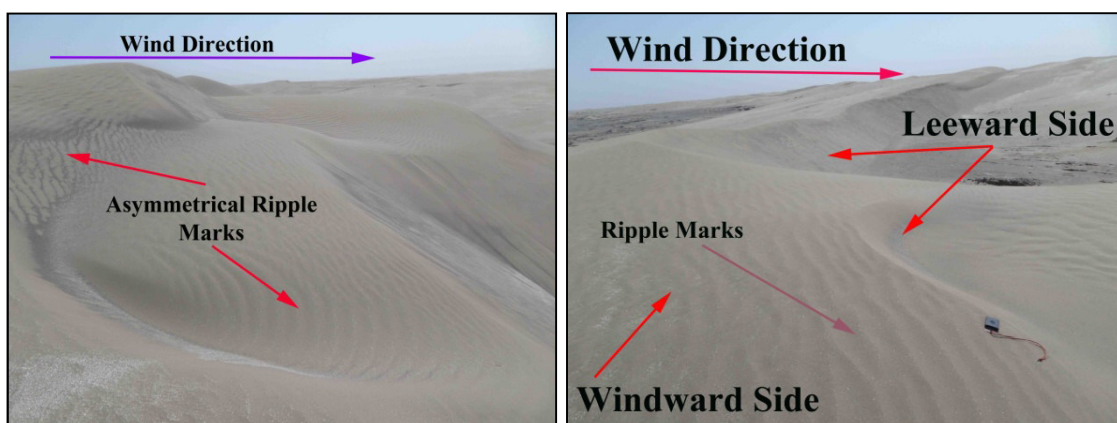 Wind Direction
Asymmetrical Ripple
Marks
Wind Direction
Leeward Side
Ripple Marks
Windward Side